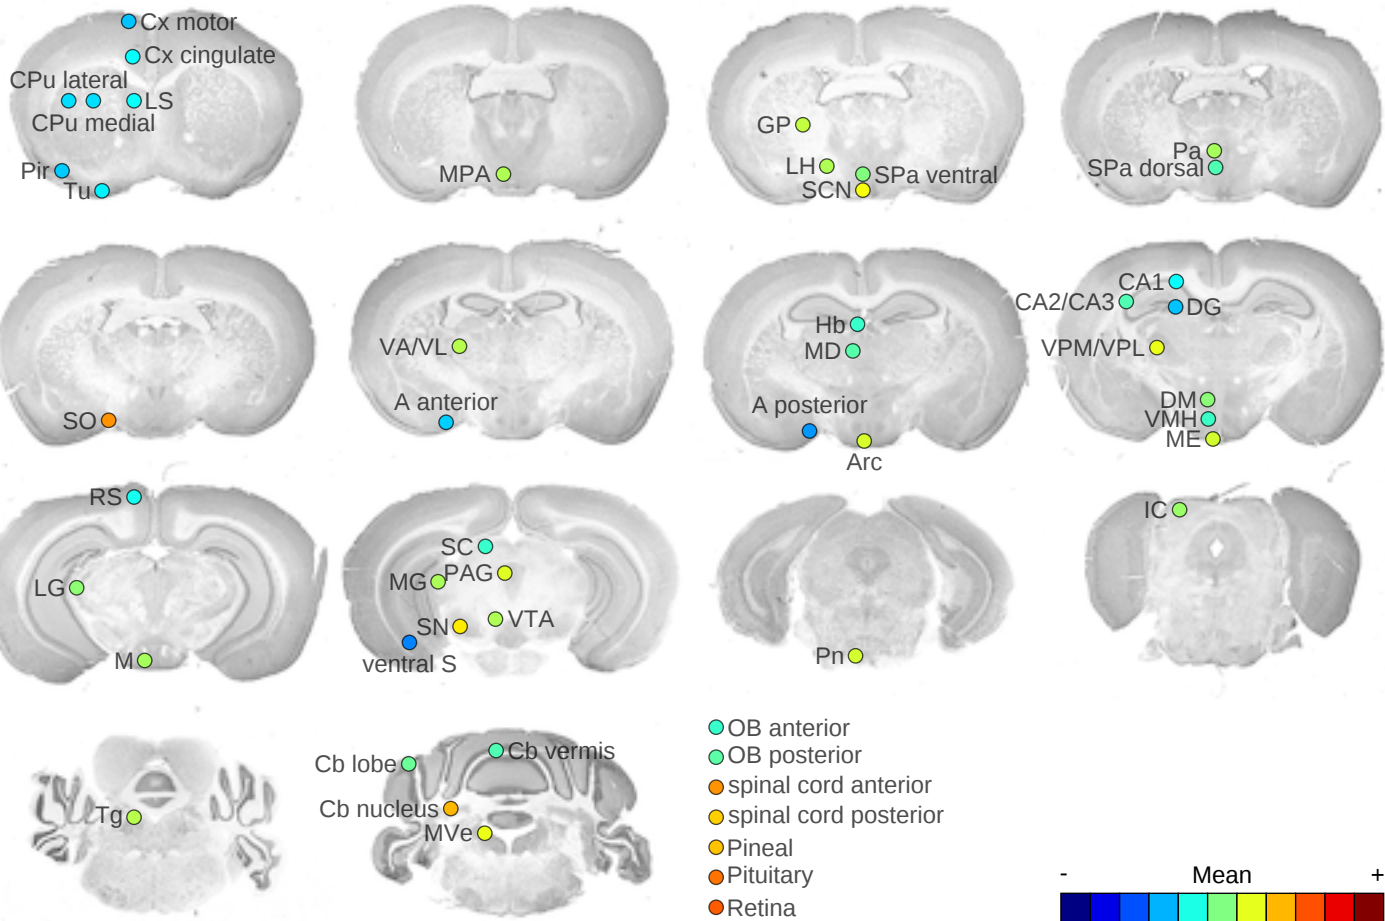 Cx motor
Cx cingulate
CPu lateral
LS
CPu medial
Pir
Tu
MPA
GP
LH
SPa ventral
SCN
Pa
SPa dorsal
SO
VA/VL
A anterior
Hb
MD
A posterior
Arc
CA1
CA2/CA3
DG
VPM/VPL
DM
VMH
ME
RS
LG
M
SC
MG
PAG
SN
VTA
ventral S
Pn
IC
Tg
Cb lobe
Cb vermis
Cb nucleus
MVe
OB anterior
OB posterior
spinal cord anterior
spinal cord posterior
Pineal
Pituitary
Retina
- Mean +